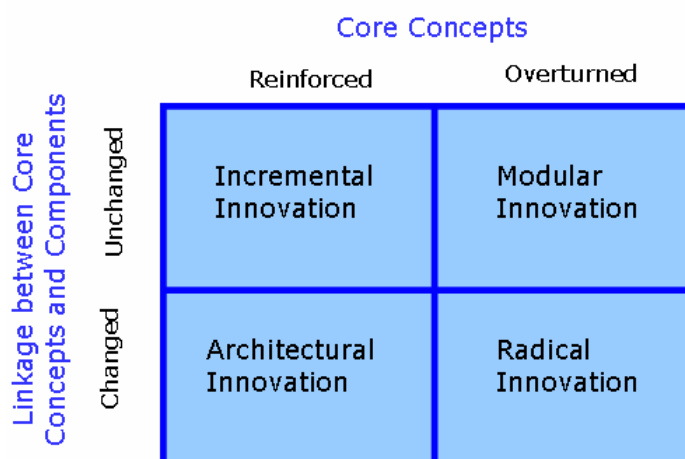 Core Concepts
Reinforced
Overturned
Linkage between Core
Concepts and Components
Unchanged
Incremental
Innovation
Modular
Innovation
Changed
Architectural
Innovation
Radical
Innovation